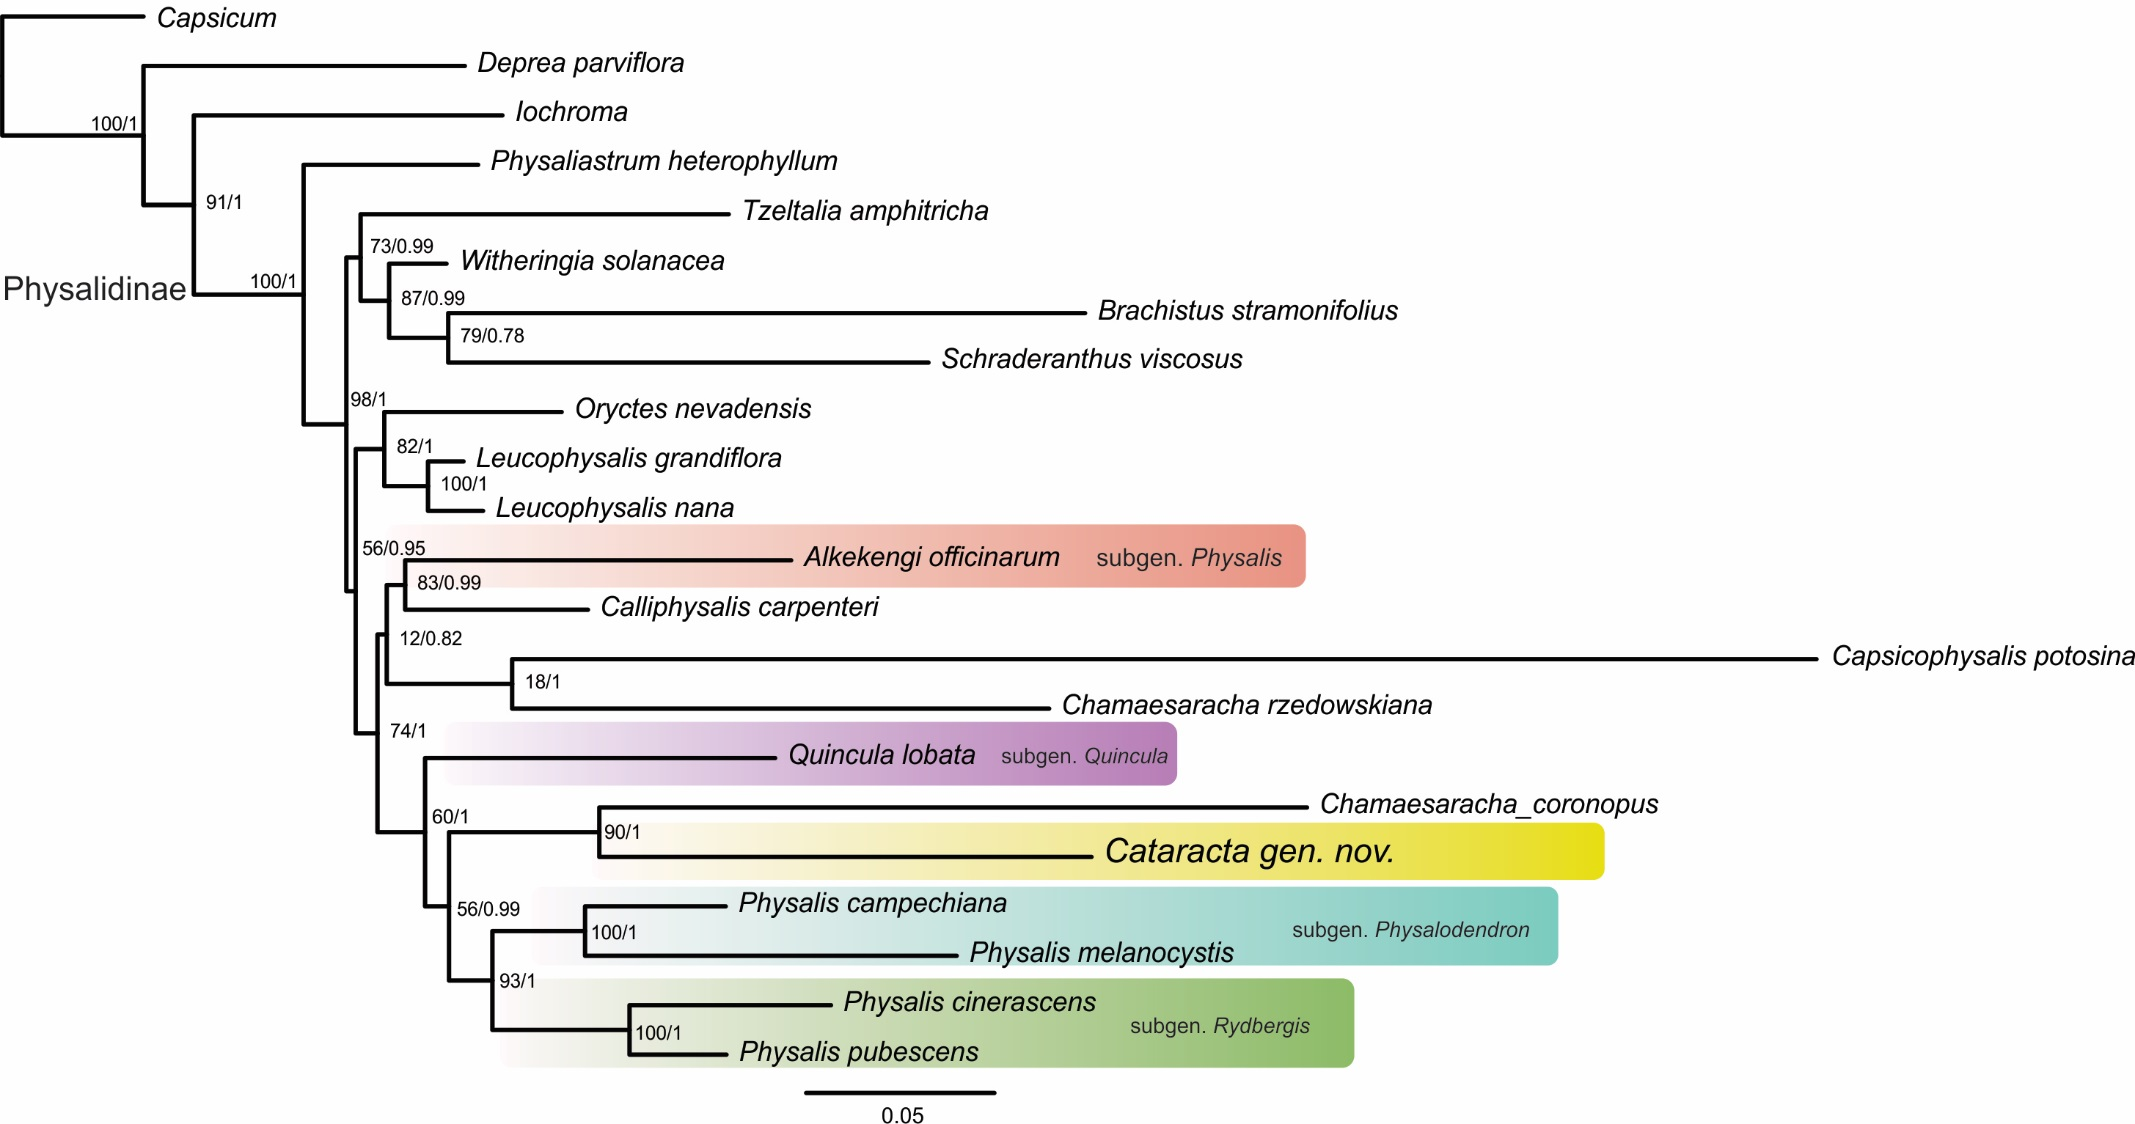 Capsicum
Deprea parviflora
100/1
Iochroma
Physaliastrum heterophyllum
91/1
Tzeltalia amphitricha
73/0.99
Witheringia solanacea
Physalidinae
100/1
87/0.99
Brachistus stramonifolius
79/0.78
Schraderanthus viscosus
98/1
Oryctes nevadensis
82/1
Leucophysalis grandiflora
100/1
Leucophysalis nana
56/0.95
Alkekengi officinarum subgen. Physalis
83/0.99
Calliphysalis carpenteri
12/0.82
Capsicophysalis potosina
18/1
Chamaesaracha rzedowskiana
74/1
Quincula lobata subgen. Quincula
Chamaesaracha_coronopus
60/1
90/1
Cataracta gen. nov.
Physalis campechiana
56/0.99
100/1
subgen. Physalodendron
Physalis melanocystis
93/1
Physalis cinerascens
100/1
subgen. Rydbergis
Physalis pubescens
0.05